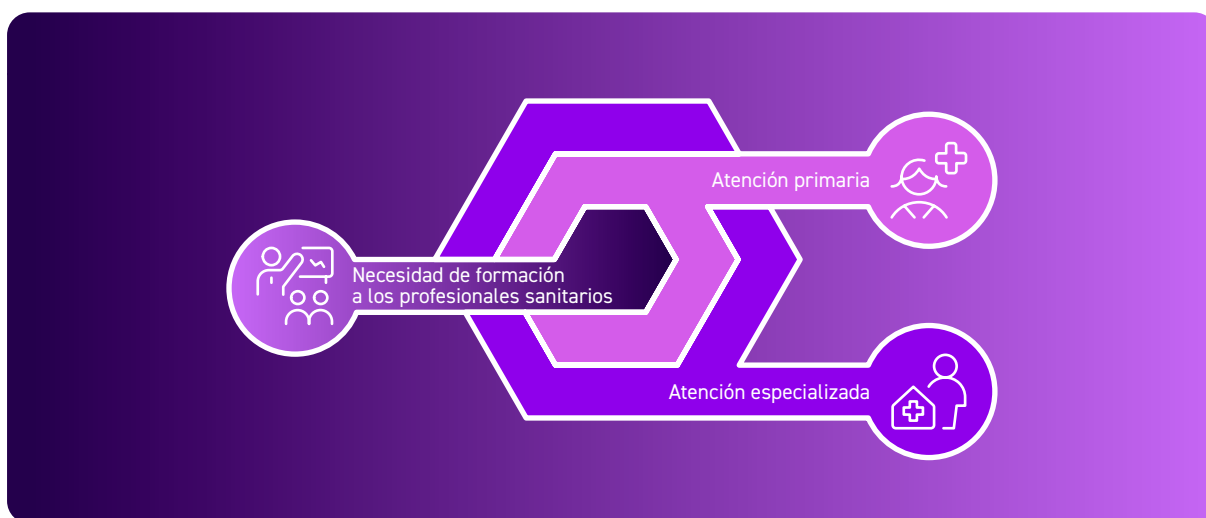 Atención primaria
Necesidad de formación
a los profesionales sanitarios
Atención especializada